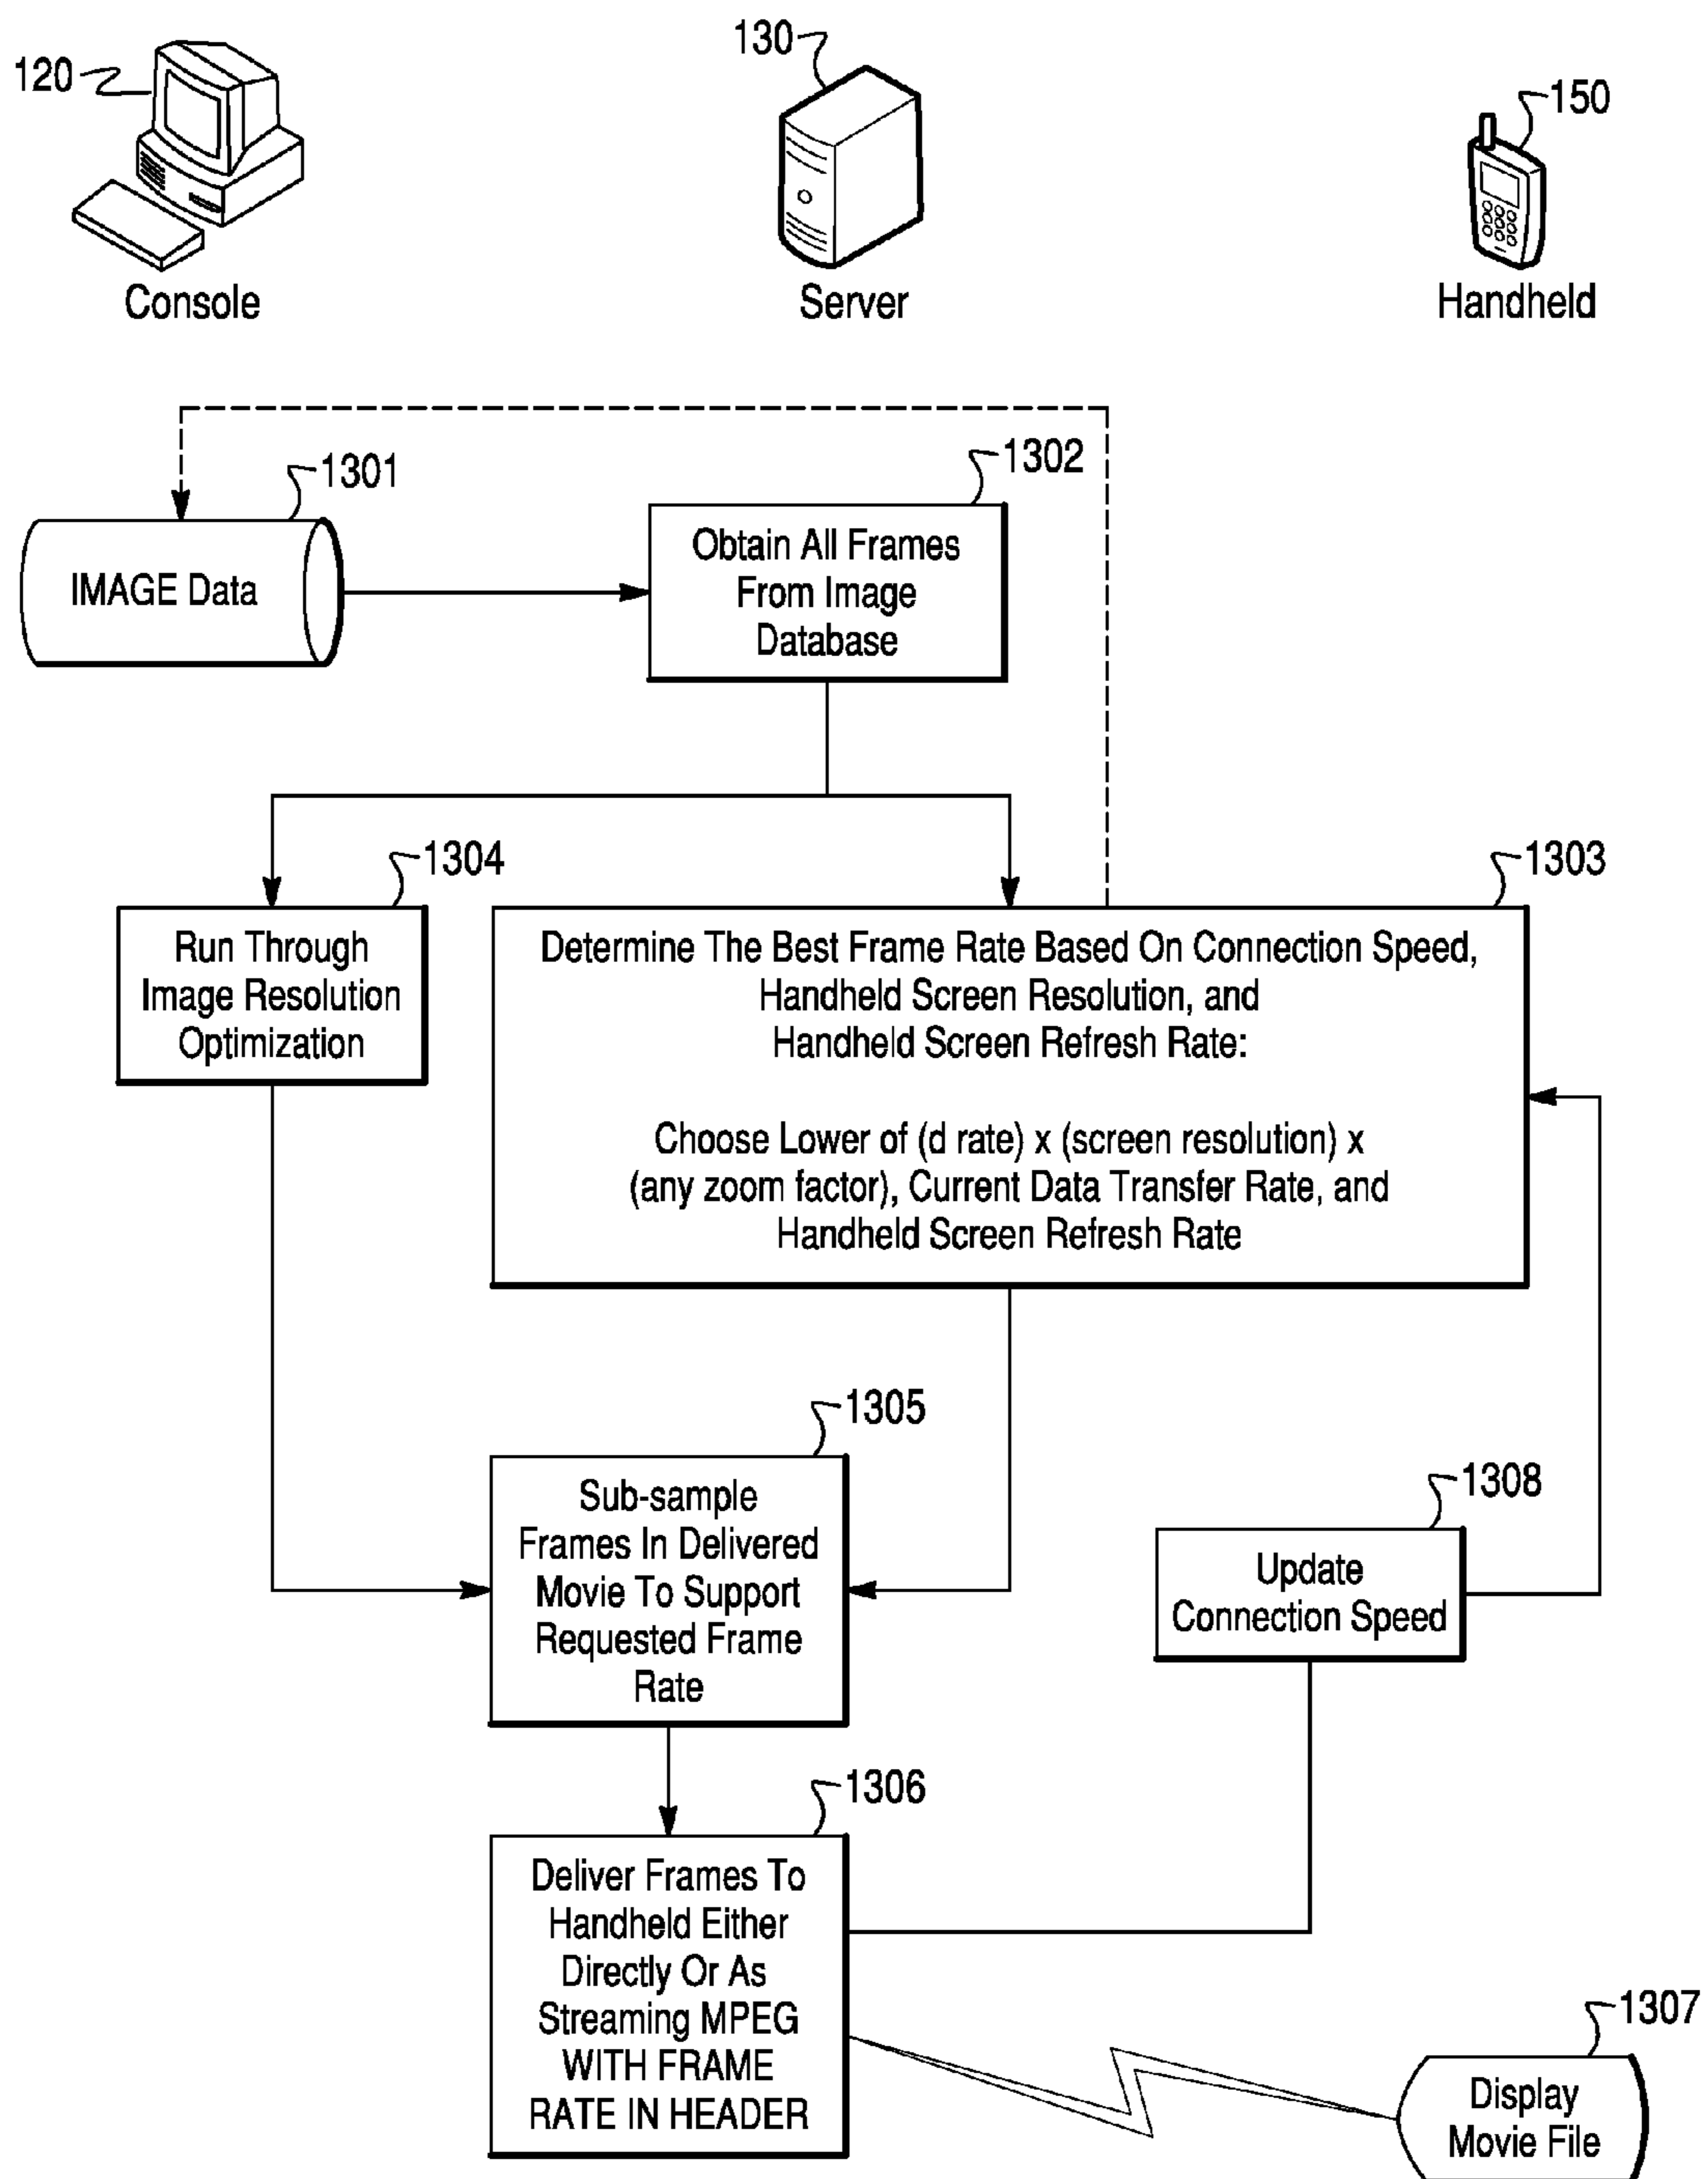 120
130
150
Console
Server
Handheld
1301
1302
IMAGE Data
Obtain All Frames
From Image
Database
1304
1303
Run Through
Image Resolution
Optimization
Determine The Best Frame Rate Based On Connection Speed,
Handheld Screen Resolution, and
Handheld Screen Refresh Rate:
Choose Lower of (d rate) x (screen resolution) x
(any zoom factor), Current Data Transfer Rate, and
Handheld Screen Refresh Rate
1305
Sub-sample
Frames In Delivered
Movie To Support
Requested Frame
Rate
1308
Update
Connection Speed
1306
Deliver Frames To
Handheld Either
Directly Or As
Streaming MPEG
WITH FRAME
RATE IN HEADER
1307
Display
Movie File